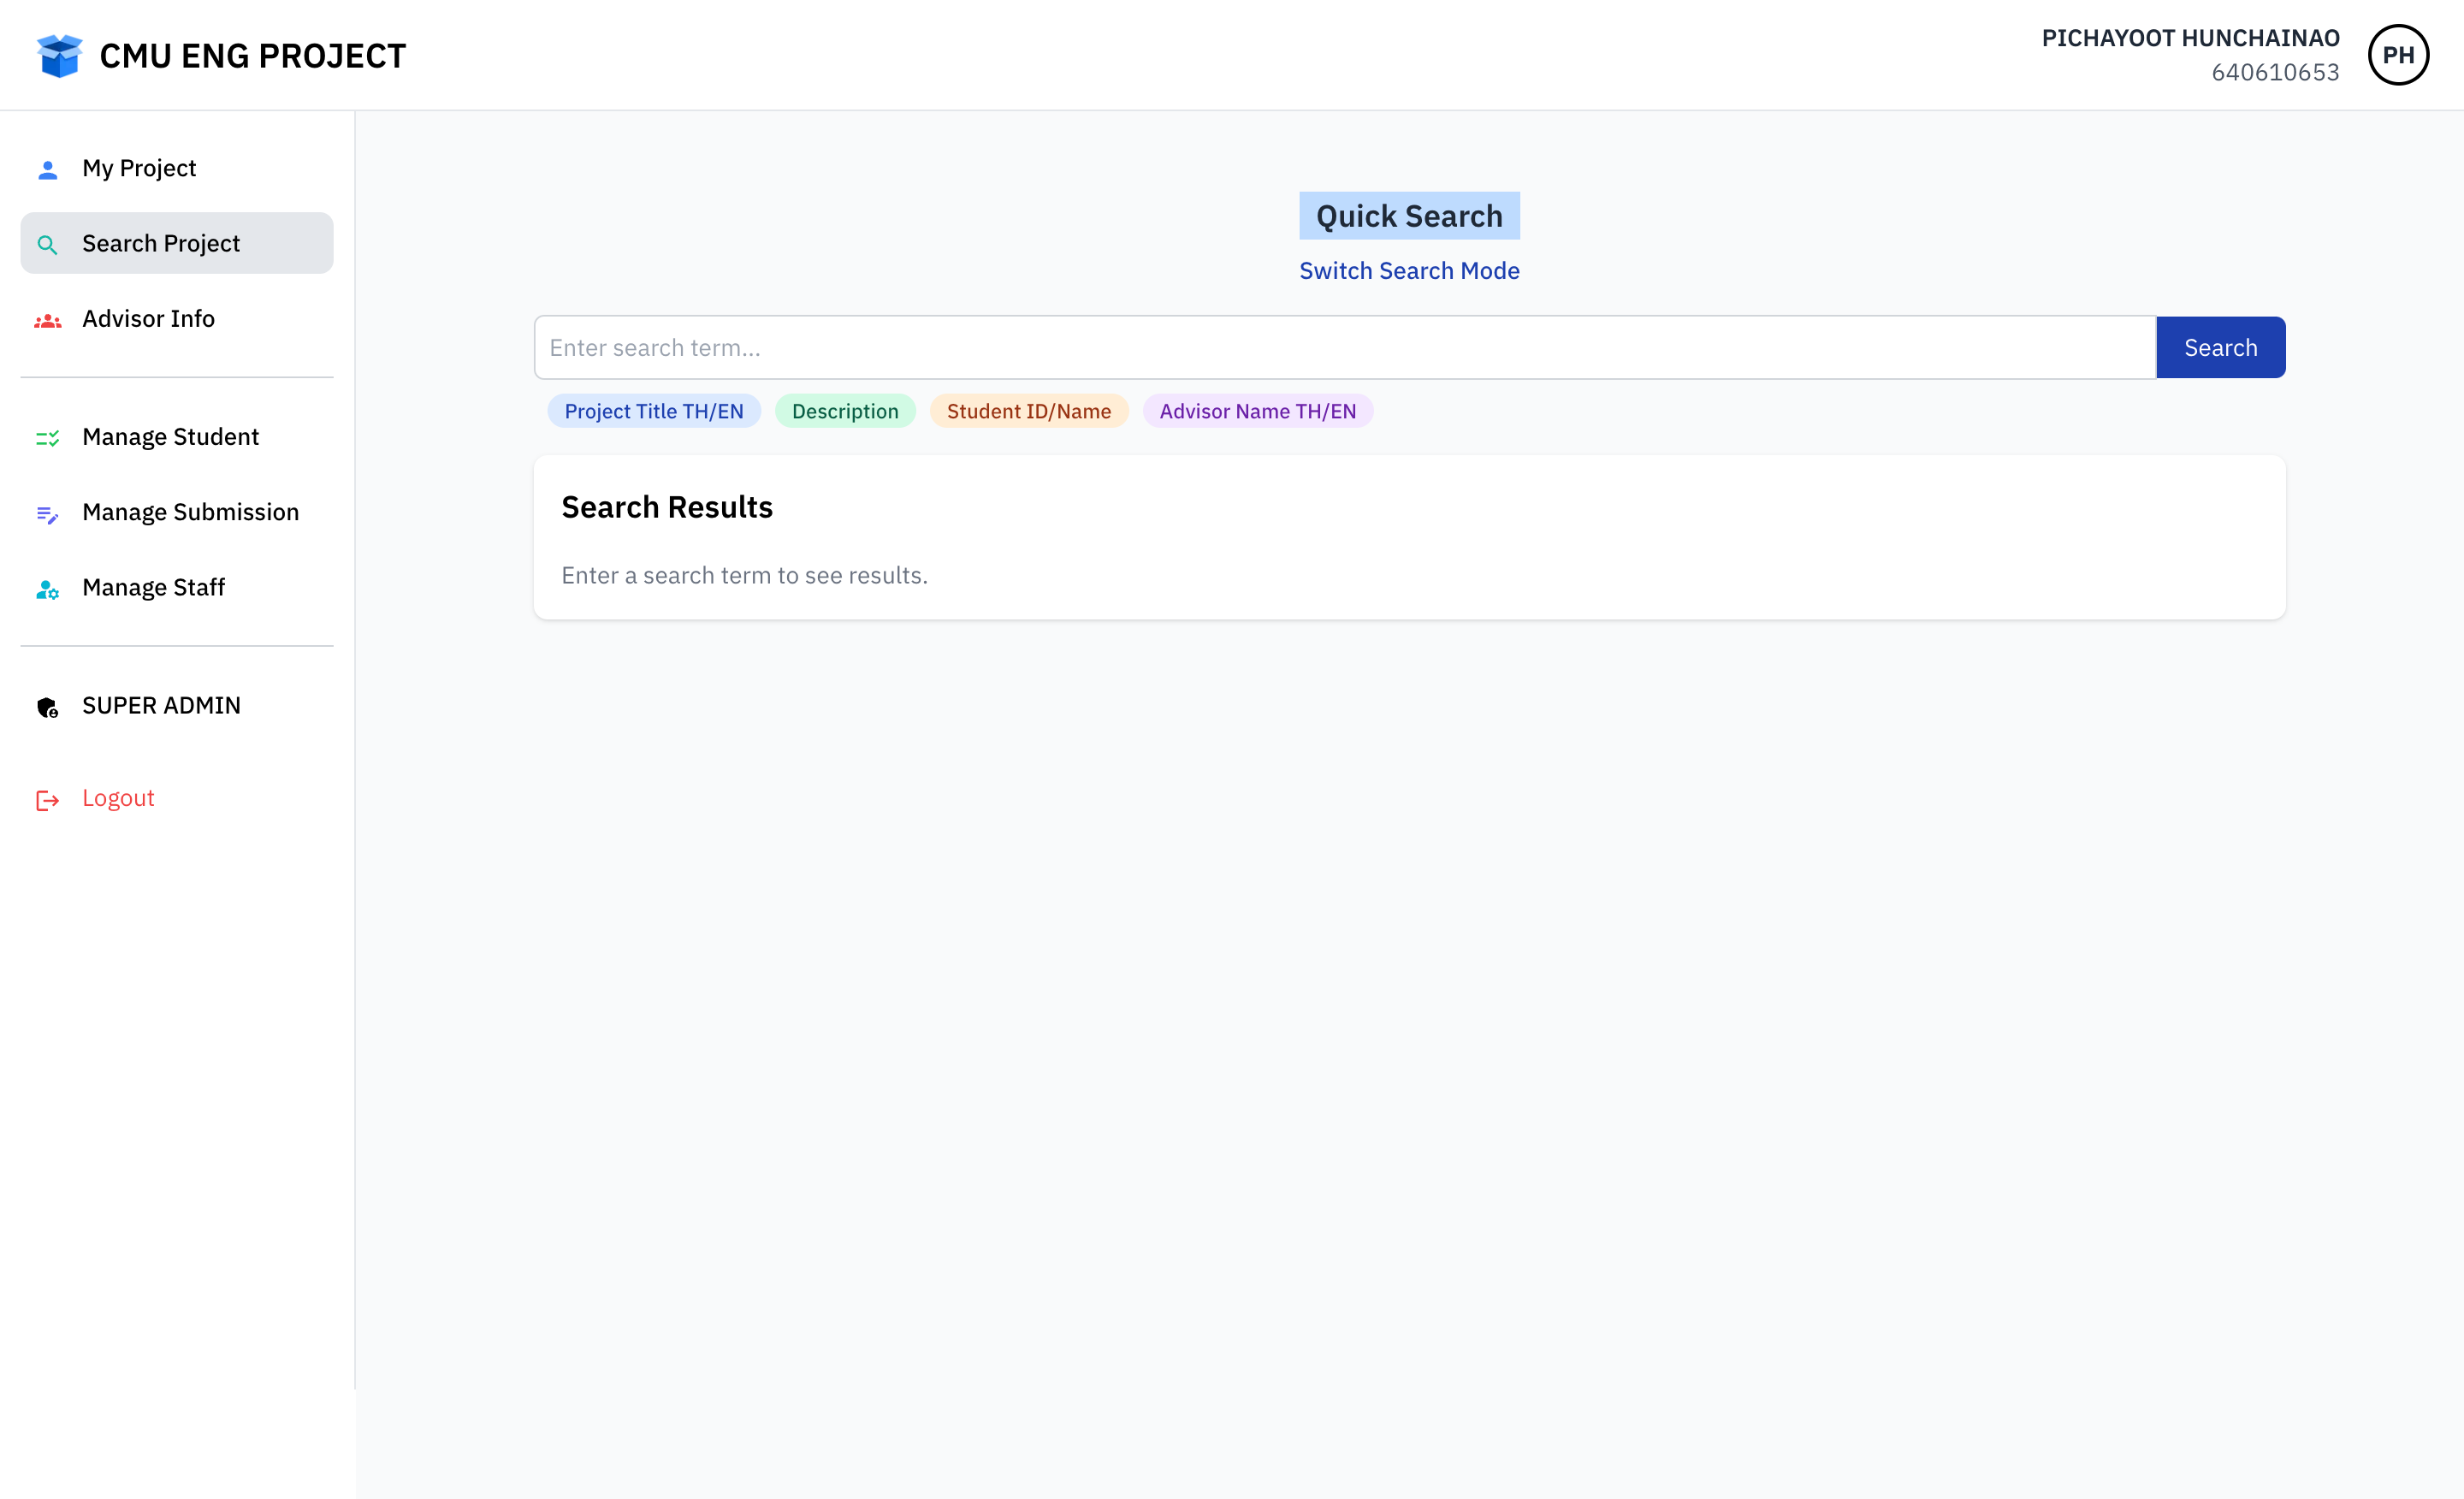 CMU ENG PROJECT
PICHAYOOT HUNCHAINAO
640610653
PH
My Project
Search Project
Advisor Info
Manage Student
Manage Submission
Manage Staff
SUPER ADMIN
Logout
Quick Search
Switch Search Mode
Enter search term...
Search
Project Title TH/EN
Description
Student ID/Name
Advisor Name TH/EN
Search Results
Enter a search term to see results.